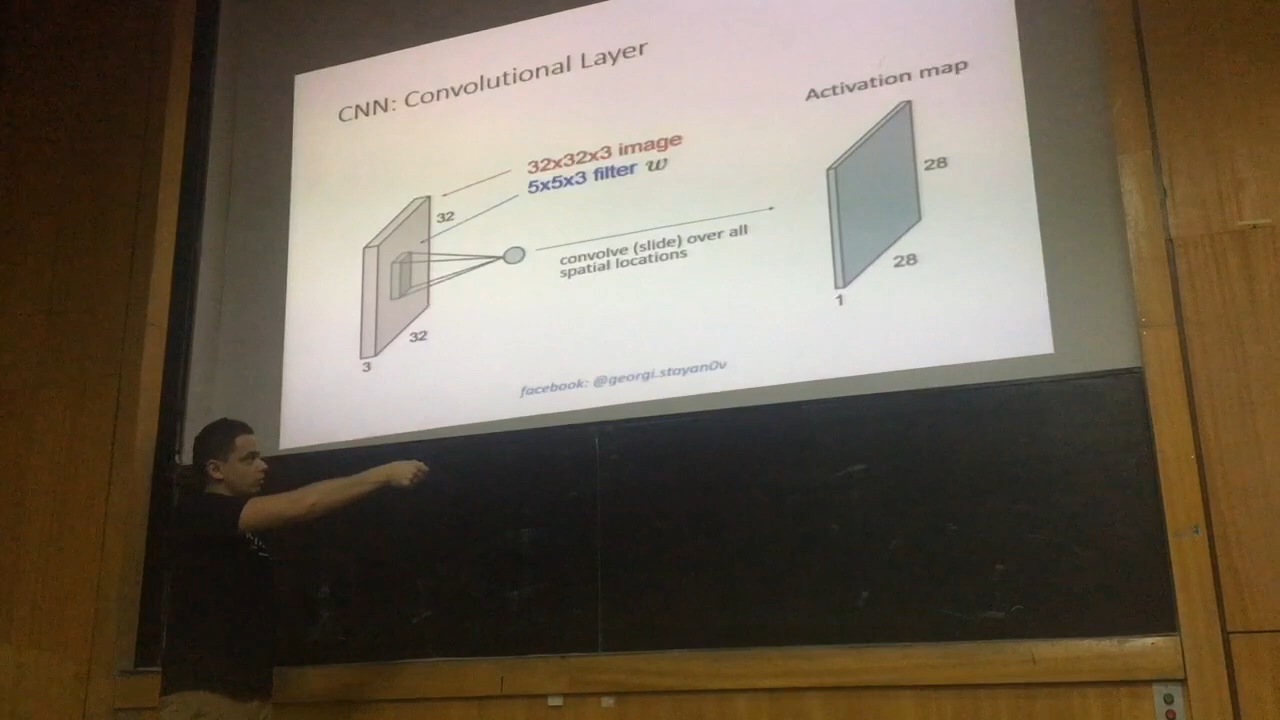 CNN: Convolutional Layer
Activation map
32x32x3 image
5x5x3 filter w
32
28
convolve (slide) over all
spatial locations
28
32
1
3
facebook: @georgi.stayan0v